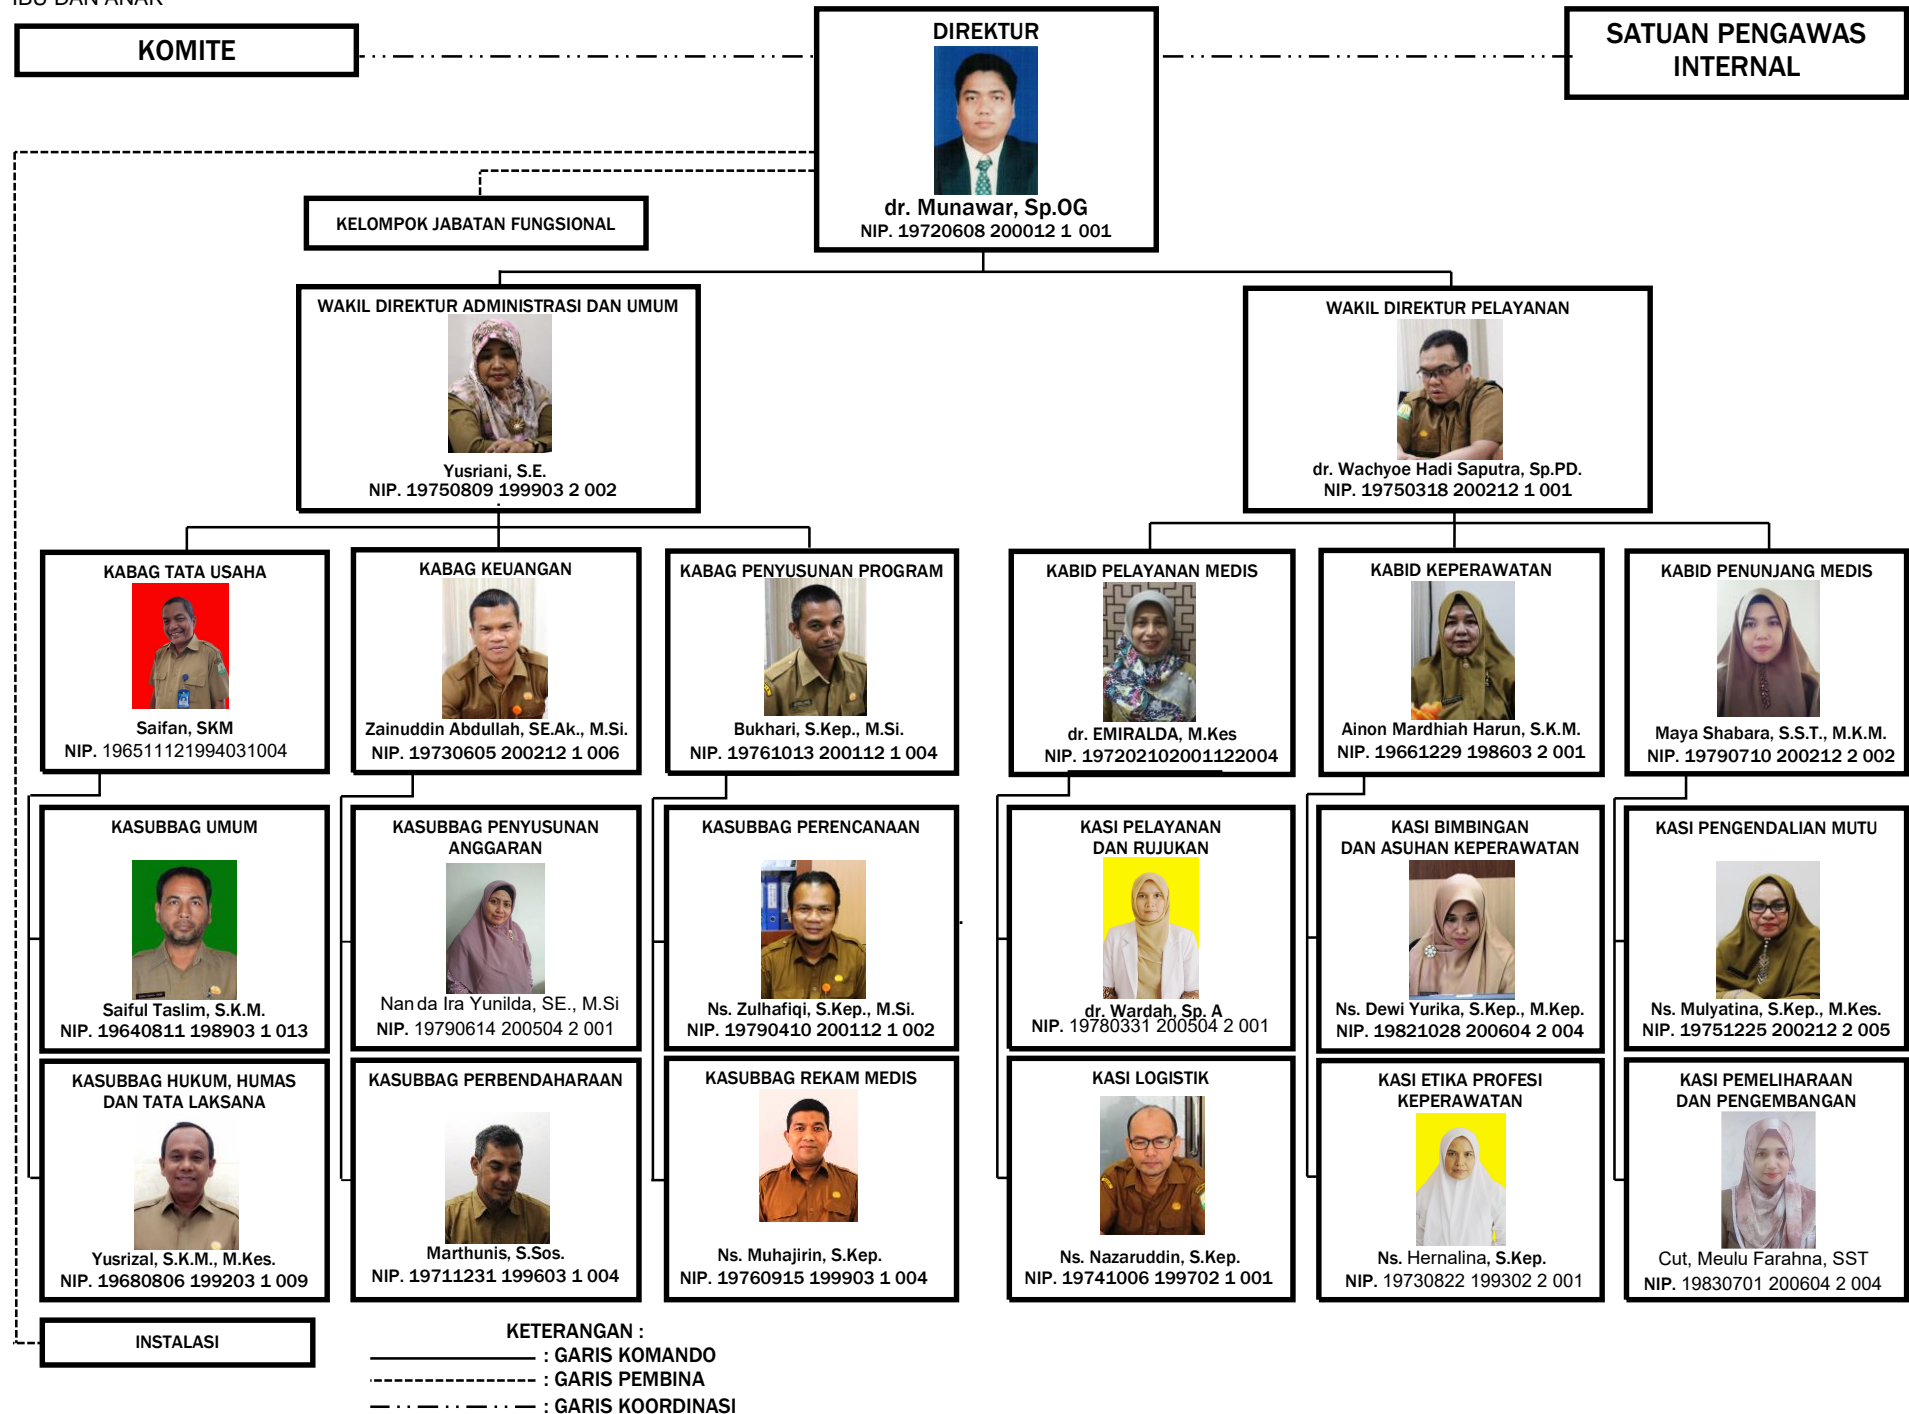 IBU DAN ANAK
KOMITE
DIREKTUR
SATUAN PENGAWAS
INTERNAL
dr. Munawar, Sp.OG
NIP. 19720608 200012 1 001
KELOMPOK JABATAN FUNGSIONAL
WAKIL DIREKTUR ADMINISTRASI DAN UMUM
Yusriani, S.E.
NIP. 19750809 199903 2 002
WAKIL DIREKTUR PELAYANAN
dr. Wachyoe Hadi Saputra, Sp.PD.
NIP. 19750318 200212 1 001
KABAG TATA USAHA
Saifan, SKM
NIP. 196511121994031004
KABAG KEUANGAN
Zainuddin Abdullah, SE.Ak., M.Si.
NIP. 19730605 200212 1 006
KABAG PENYUSUNAN PROGRAM
Bukhari, S.Kep., M.Si.
NIP. 19761013 200112 1 004
KABID PELAYANAN MEDIS
dr. EMIRALDA, M.Kes
NIP. 197202102001122004
KABID KEPERAWATAN
Ainon Mardhiah Harun, S.K.M.
NIP. 19661229 198603 2 001
KABID PENUNJANG MEDIS
Maya Shabara, S.S.T., M.K.M.
NIP. 19790710 200212 2 002
KASUBBAG UMUM
Saiful Taslim, S.K.M.
NIP. 19640811 198903 1 013
KASUBBAG PENYUSUNAN
ANGGARAN
Nanda Ira Yunilda, SE., M.Si
NIP. 19790614 200504 2 001
KASUBBAG PERENCANAAN
Ns. Zulhafiqi, S.Kep., M.Si.
NIP. 19790410 200112 1 002
KASI PELAYANAN
DAN RUJUKAN
dr. Wardah, Sp. A
NIP. 19780331 200504 2 001
KASI BIMBINGAN
DAN ASUHAN KEPERAWATAN
Ns. Dewi Yurika, S.Kep., M.Kep.
NIP. 19821028 200604 2 004
KASI PENGENDALIAN MUTU
Ns. Mulyatina, S.Kep., M.Kes.
NIP. 19751225 200212 2 005
KASUBBAG HUKUM, HUMAS
DAN TATA LAKSANA
Yusrizal, S.K.M., M.Kes.
NIP. 19680806 199203 1 009
KASUBBAG PERBENDAHARAAN
Marthunis, S.Sos.
NIP. 19711231 199603 1 004
KASUBBAG REKAM MEDIS
Ns. Muhajirin, S.Kep.
NIP. 19760915 199903 1 004
KASI LOGISTIK
Ns. Nazaruddin, S.Kep.
NIP. 19741006 199702 1 001
KASI ETIKA PROFESI
KEPERAWATAN
Ns. Hernalina, S.Kep.
NIP. 19730822 199302 2 001
KASI PEMELIHARAAN
DAN PENGEMBANGAN
Cut, Meulu Farahna, SST
NIP. 19830701 200604 2 004
INSTALASI
KETERANGAN :
: GARIS KOMANDO
: GARIS PEMBINA
: GARIS KOORDINASI